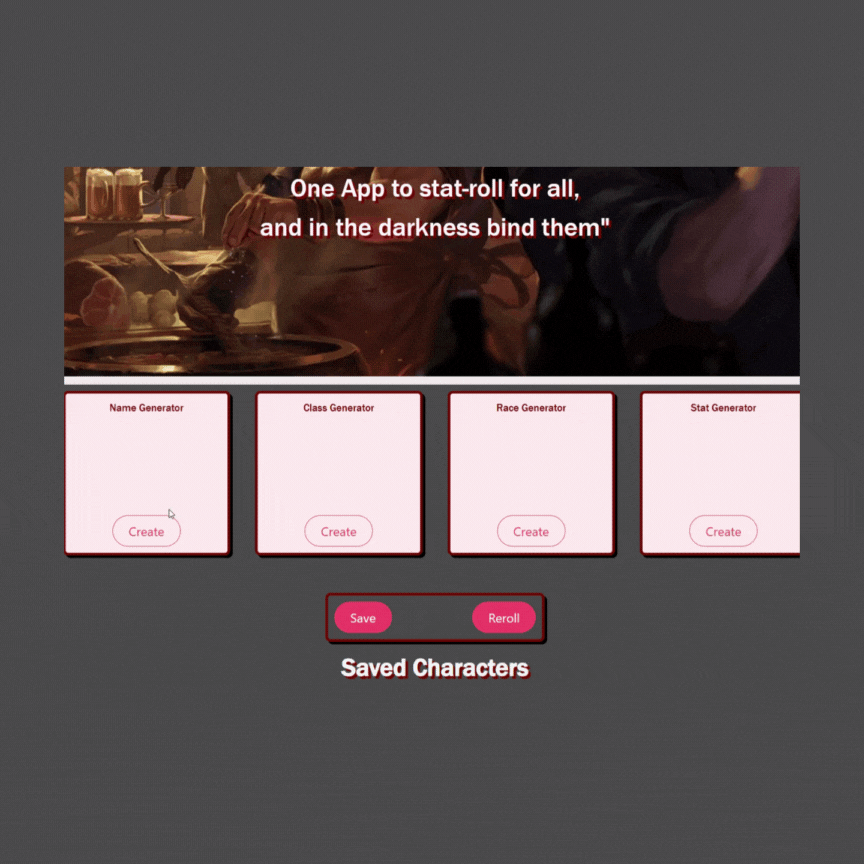 One App to stat-roll for all,
and in the darkness bind them"
Name Generator
Class Generator
Race Generator
Stat Generator
Create
Create
Create
Create
Save
Reroll
Saved Characters